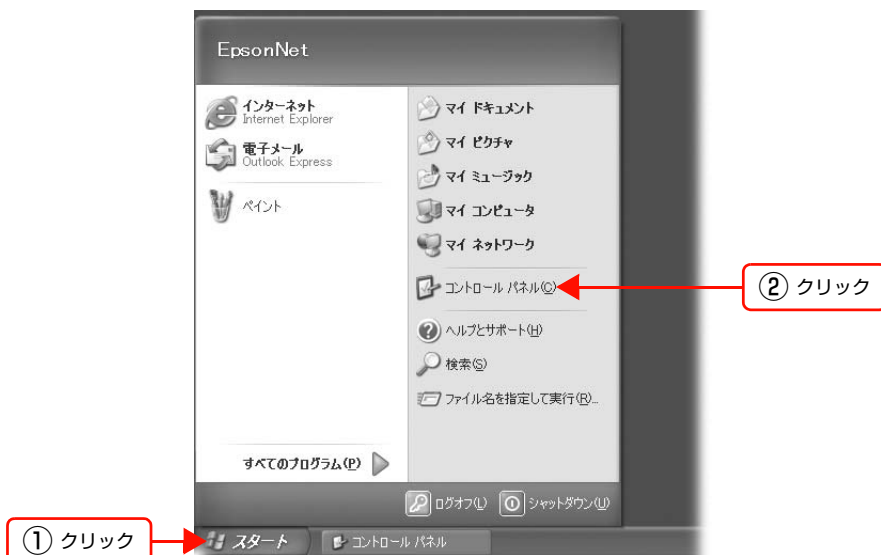 EpsonNet
インターネット
Internet Explorer
電子メール
Outlook Express
ペイント
すべてのプログラム(P)
マイ ドキュメント
マイ ピクチャ
マイ ミュージック
マイ コンピュータ
マイ ネットワーク
コントロール パネル(C)
② クリック
ヘルプとサポート(H)
検索(S)
ファイル名を指定して実行(R)...
ログオフ(L)
シャットダウン(U)
① クリック
スタート
コントロール パネル